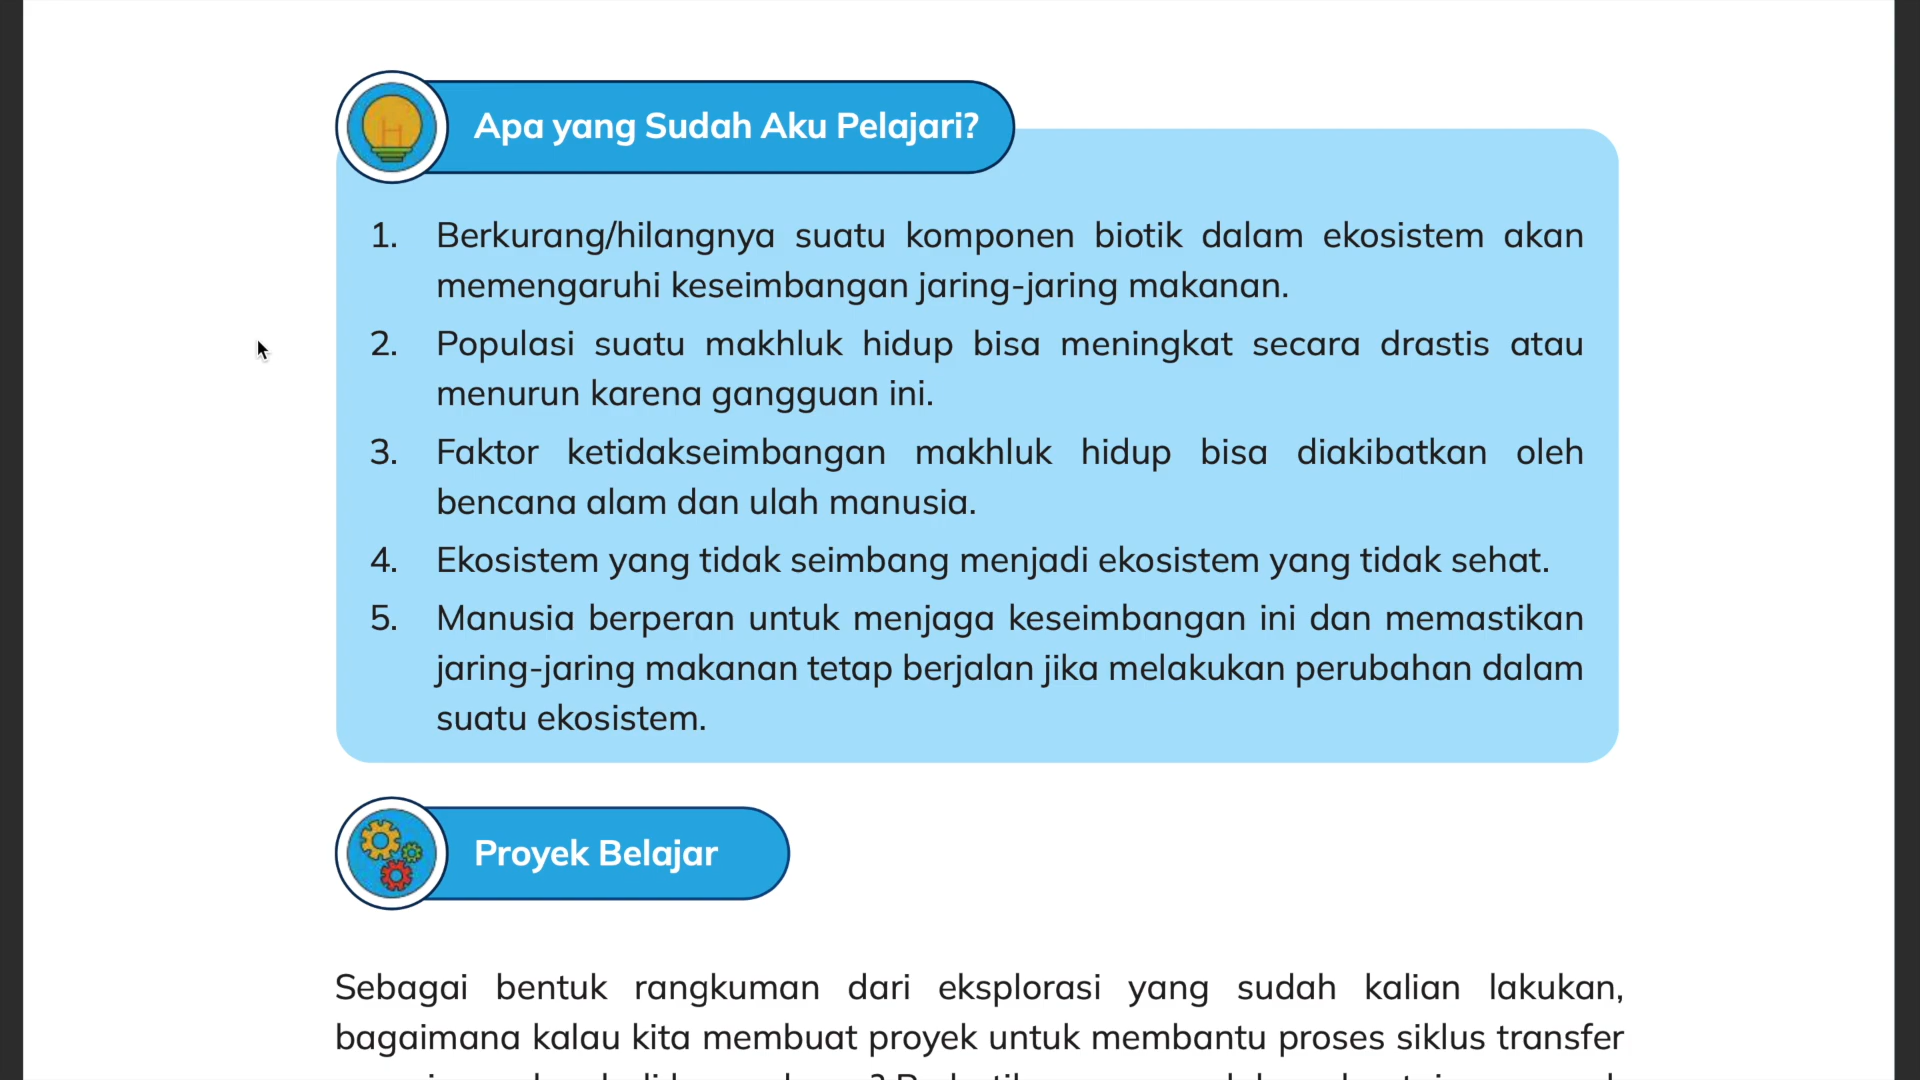 Apa yang Sudah Aku Pelajari?
1. Berkurang/hilangnya suatu komponen biotik dalam ekosistem akan
memengaruhi keseimbangan jaring-jaring makanan.
2. Populasi suatu makhluk hidup bisa meningkat secara drastis atau
menurun karena gangguan ini.
3. Faktor ketidakseimbangan makhluk hidup bisa diakibatkan oleh
bencana alam dan ulah manusia.
4. Ekosistem yang tidak seimbang menjadi ekosistem yang tidak sehat.
5. Manusia berperan untuk menjaga keseimbangan ini dan memastikan
jaring-jaring makanan tetap berjalan jika melakukan perubahan dalam
suatu ekosistem.
Proyek Belajar
Sebagai bentuk rangkuman dari eksplorasi yang sudah kalian lakukan,
bagaimana kalau kita membuat proyek untuk membantu proses siklus transfer